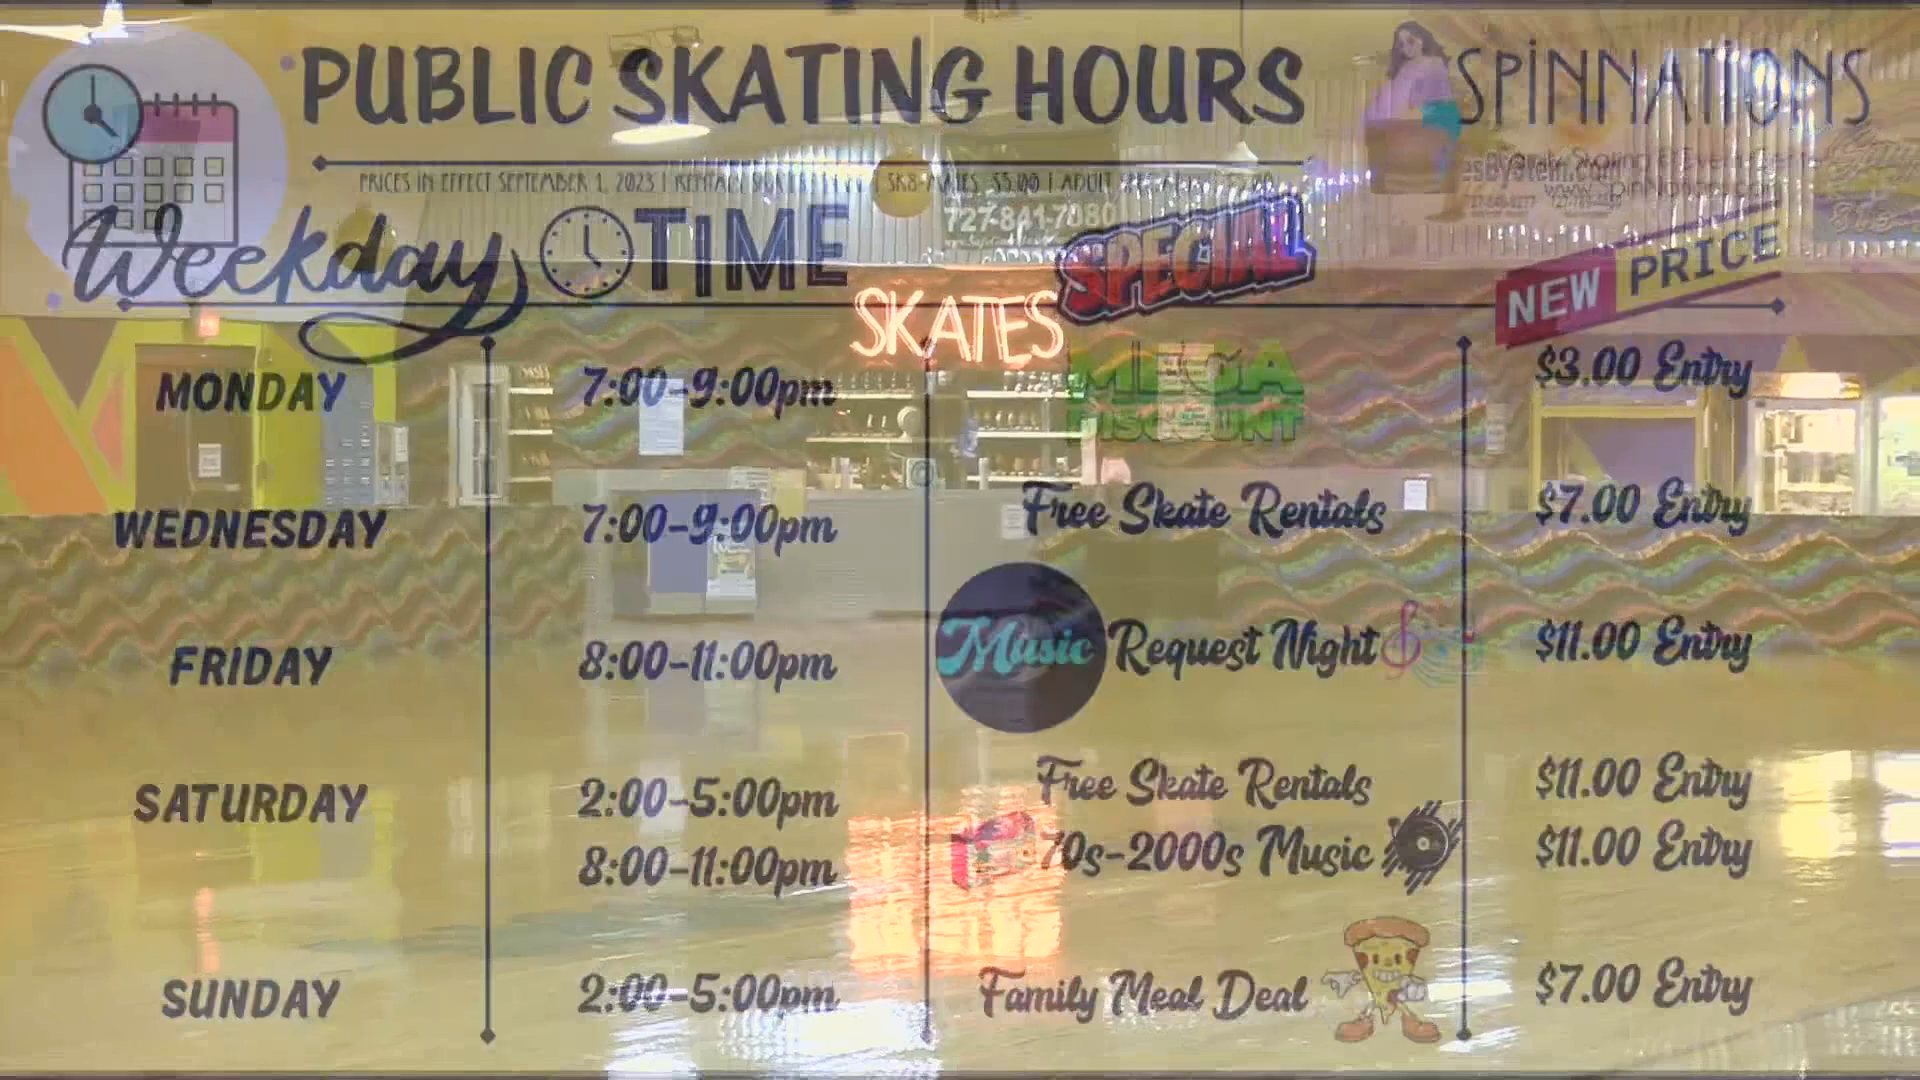 PUBLIC SKATING HOURS
SPINNATIONS
PRICES IN EFFECT SEPTEMBER 1, 2023 |
727-841-7080
Weekday TIME SPECIAL NEW PRICE
SKATES
MONDAY 7:00-9:00pm MEGA DISCOUNT $3.00 Entry
WEDNESDAY 7:00-9:00pm Free Skate Rentals $7.00 Entry
FRIDAY 8:00-11:00pm Music Request Night $11.00 Entry
SATURDAY 2:00-5:00pm Free Skate Rentals $11.00 Entry
8:00-11:00pm 70s-2000s Music $11.00 Entry
SUNDAY 2:00-5:00pm Family Meal Deal $7.00 Entry